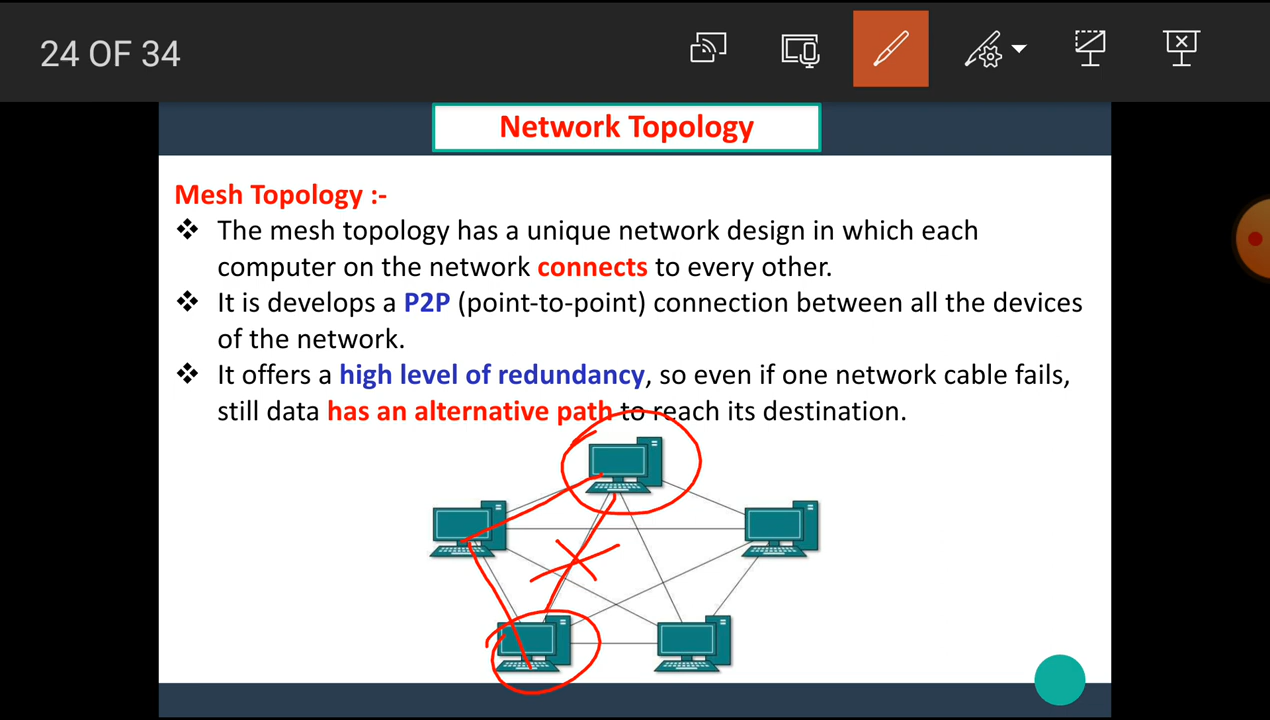 24 OF 34
Network Topology
Mesh Topology :-
❖ The mesh topology has a unique network design in which each
computer on the network connects to every other.
❖ It is develops a P2P (point-to-point) connection between all the devices
of the network.
❖ It offers a high level of redundancy, so even if one network cable fails,
still data has an alternative path to reach its destination.